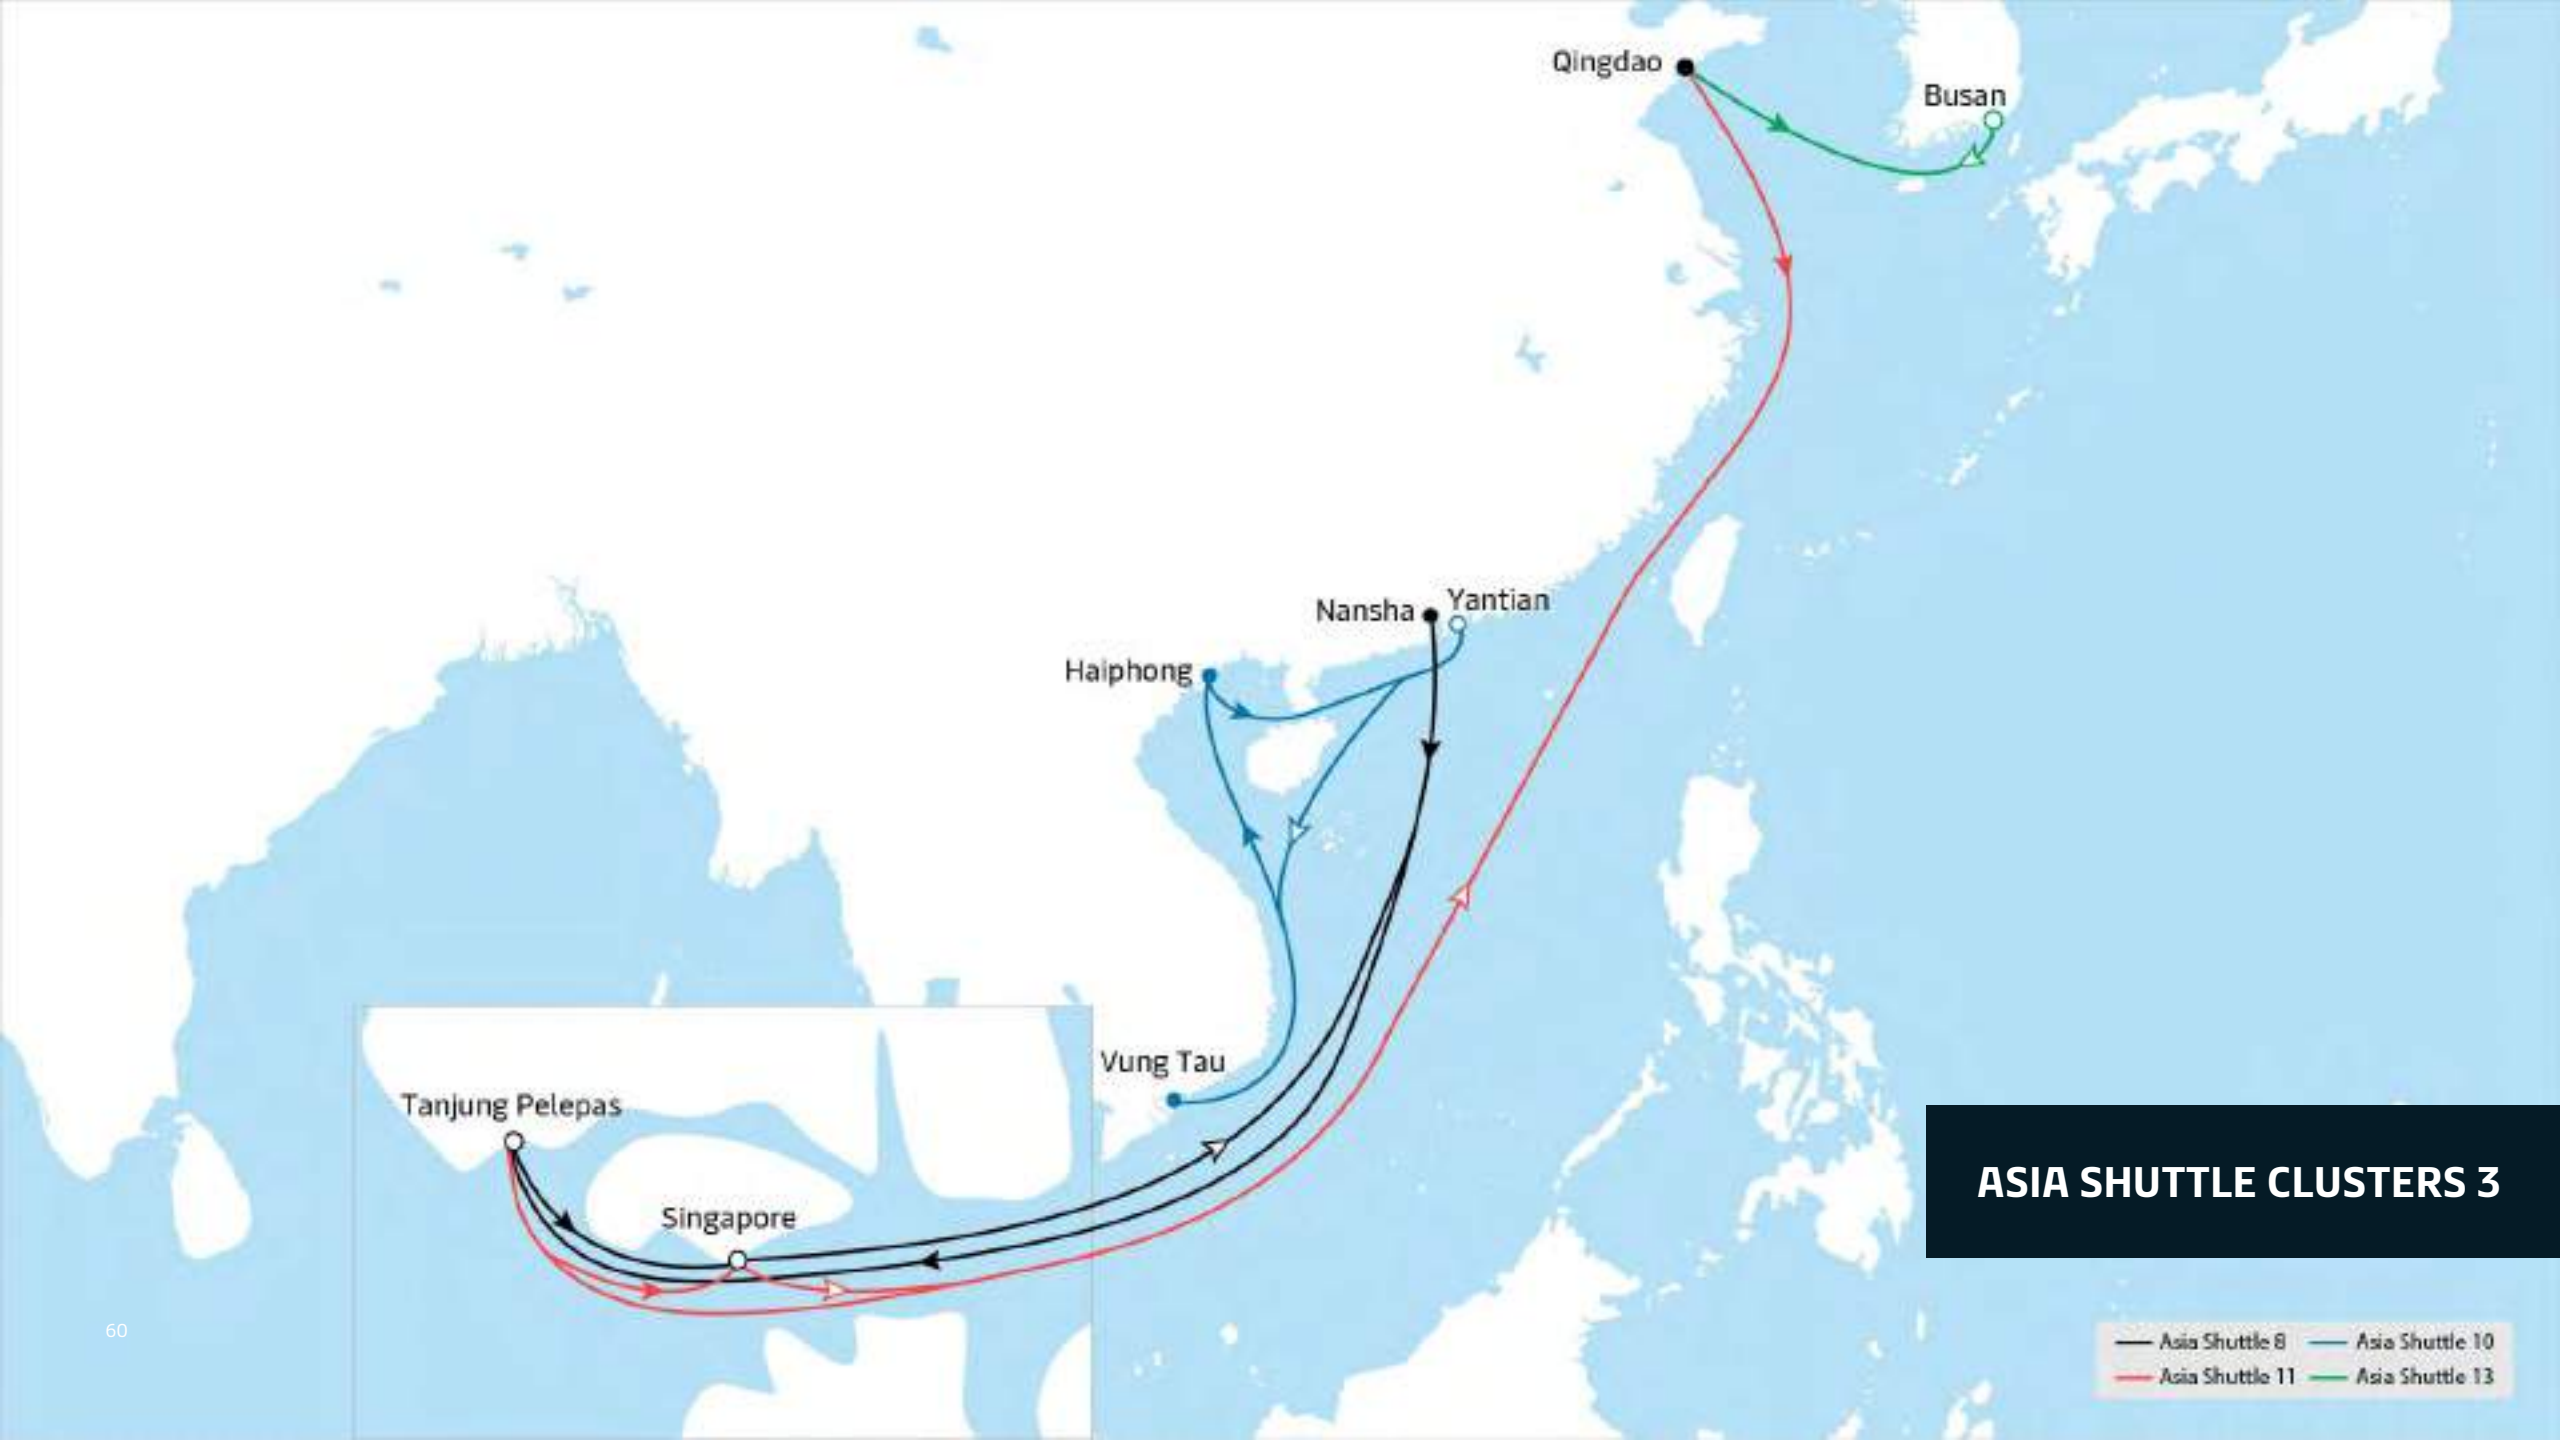 Qingdao
Busan
Nansha
Yantian
Haiphong
Vung Tau
Tanjung Pelepas
Singapore
ASIA SHUTTLE CLUSTERS 3
60
Asia Shuttle 8
Asia Shuttle 10
Asia Shuttle 11
Asia Shuttle 13